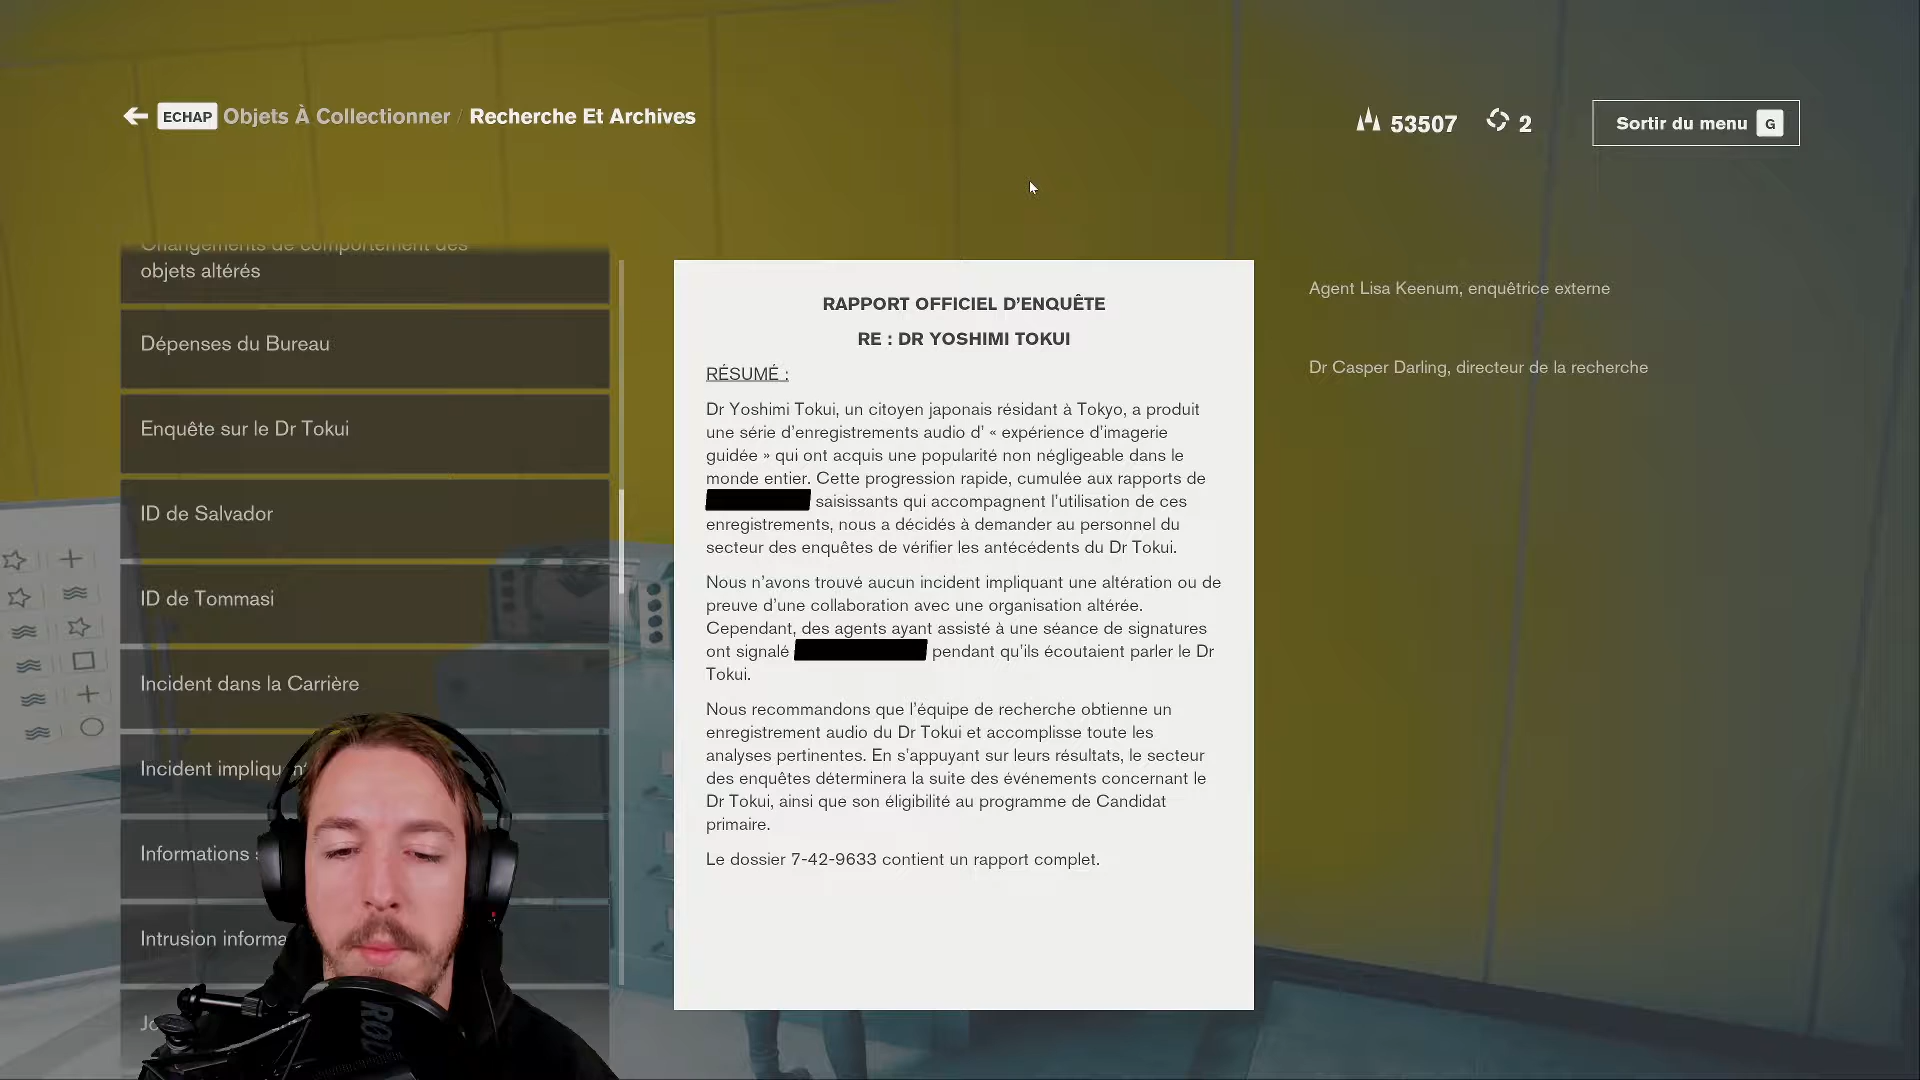 ECHAP Objets À Collectionner / Recherche Et Archives
53507 2
Sortir du menu G
Changements de comportement des
objets altérés
Dépenses du Bureau
Enquête sur le Dr Tokui
ID de Salvador
ID de Tommasi
Incident dans la Carrière
Incident
Informations
Intrusion
RAPPORT OFFICIEL D’ENQUÊTE
RE : DR YOSHIMI TOKUI
RÉSUMÉ :
Dr Yoshimi Tokui, un citoyen japonais résidant à Tokyo, a produit
une série d’enregistrements audio d’ « expérience d’imagerie
guidée » qui ont acquis une popularité non négligeable dans le
monde entier. Cette progression rapide, cumulée aux rapports de
saisissants qui accompagnent l’utilisation de ces
enregistrements, nous a décidés à demander au personnel du
secteur des enquêtes de vérifier les antécédents du Dr Tokui.
Nous n’avons trouvé aucun incident impliquant une altération ou de
preuve d’une collaboration avec une organisation altérée.
Cependant, des agents ayant assisté à une séance de signatures
ont signalé pendant qu’ils écoutaient parler le Dr
Tokui.
Nous recommandons que l’équipe de recherche obtienne un
enregistrement audio du Dr Tokui et accomplisse toute les
analyses pertinentes. En s’appuyant sur leurs résultats, le secteur
des enquêtes déterminera la suite des événements concernant le
Dr Tokui, ainsi que son éligibilité au programme de Candidat
primaire.
Le dossier 7-42-9633 contient un rapport complet.
Agent Lisa Keenum, enquêtrice externe
Dr Casper Darling, directeur de la recherche